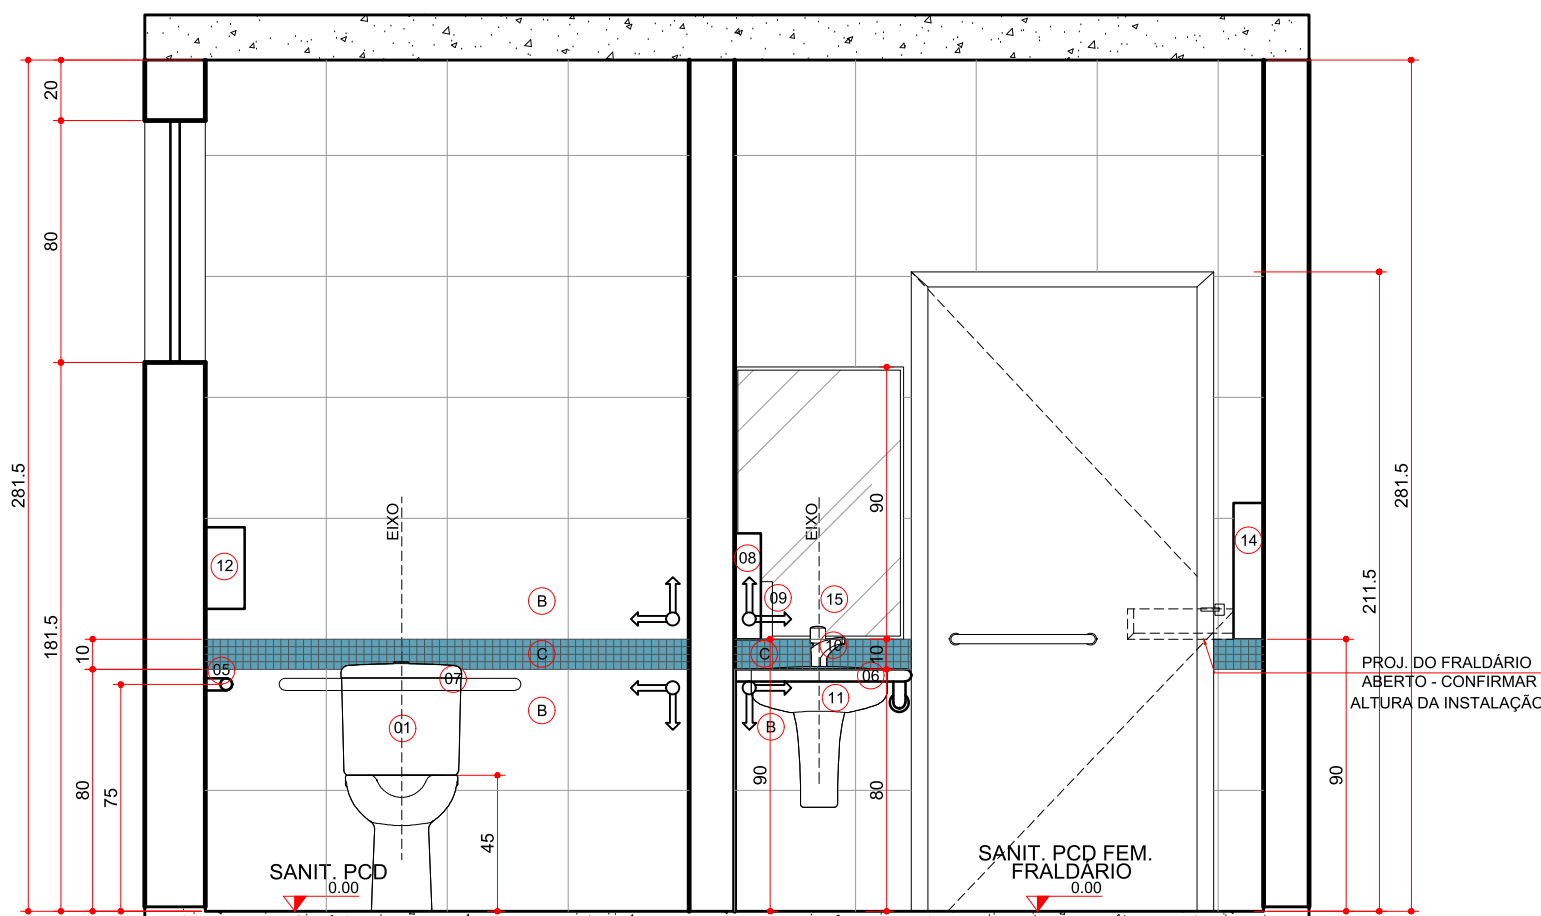 20
80
281.5
181.5
10
80
75
45
EIXO
12
05
07
01
B
C
B
SANIT. PCD
0.00
EIXO
90
08
09
15
10
C
10
06
11
B
90
80
14
SANIT. PCD FEM.
FRALDÁRIO
0.00
281.5
211.5
90
PROJ. DO FRALDÁRIO
ABERTO - CONFIRMAR
ALTURA DA INSTALAÇÃO